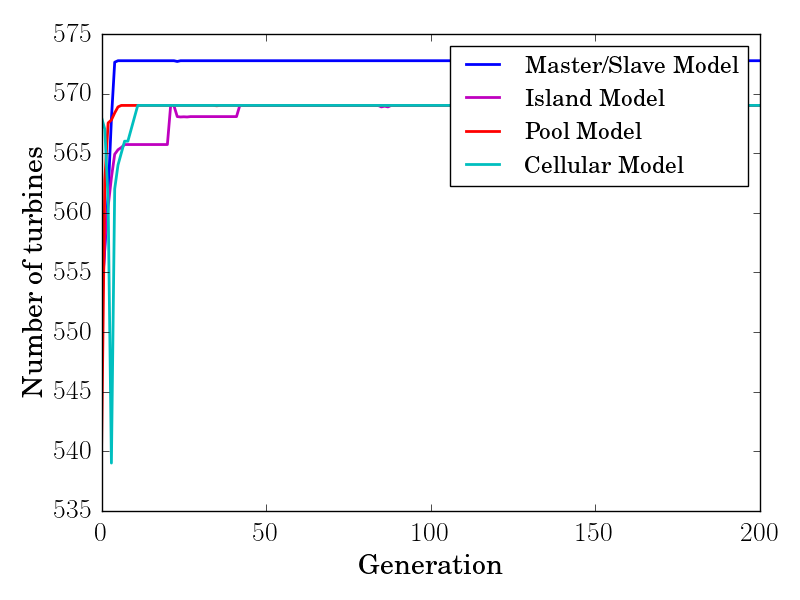 575
570
565
560
555
550
545
540
535
Number of turbines
0
50
100
150
200
Generation
Master/Slave Model
Island Model
Pool Model
Cellular Model